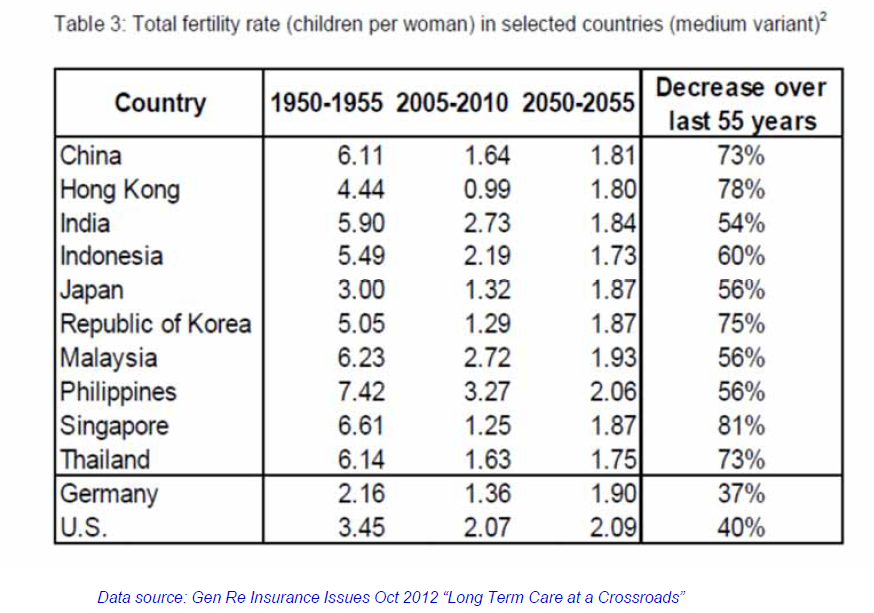 Table 3: Total fertility rate (children per woman) in selected countries (medium variant)2
Country 1950-1955 2005-2010 2050-2055 Decrease over last 55 years
China 6.11 1.64 1.81 73%
Hong Kong 4.44 0.99 1.80 78%
India 5.90 2.73 1.84 54%
Indonesia 5.49 2.19 1.73 60%
Japan 3.00 1.32 1.87 56%
Republic of Korea 5.05 1.29 1.87 75%
Malaysia 6.23 2.72 1.93 56%
Philippines 7.42 3.27 2.06 56%
Singapore 6.61 1.25 1.87 81%
Thailand 6.14 1.63 1.75 73%
Germany 2.16 1.36 1.90 37%
U.S. 3.45 2.07 2.09 40%
Data source: Gen Re Insurance Issues Oct 2012 “Long Term Care at a Crossroads”